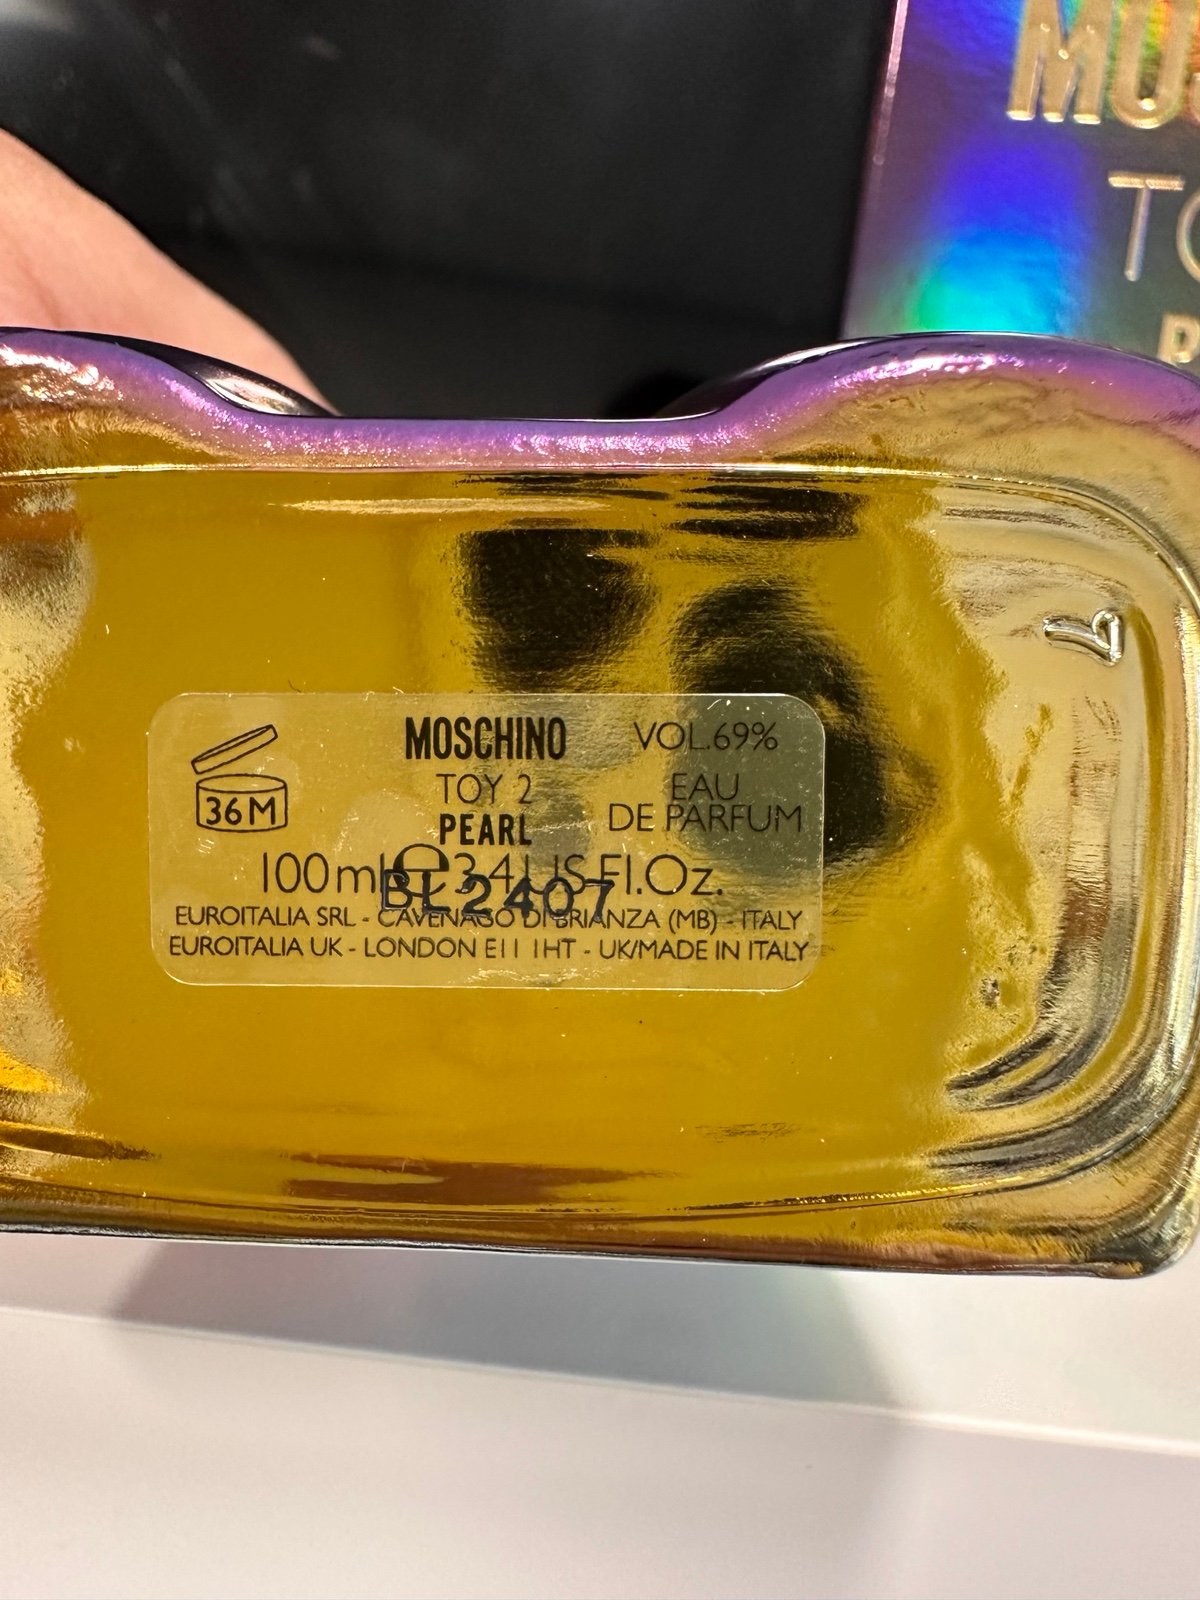 MOS
TO
P
7
MOSCHINO VOL.69%
TOY 2 EAU
36M PEARL DE PARFUM
100ml ℮ 3.4 US Fl.Oz.
BL2407
EUROITALIA SRL - CAVENAGO DI BRIANZA (MB) - ITALY
EUROITALIA UK - LONDON E11 1HT - UK/MADE IN ITALY